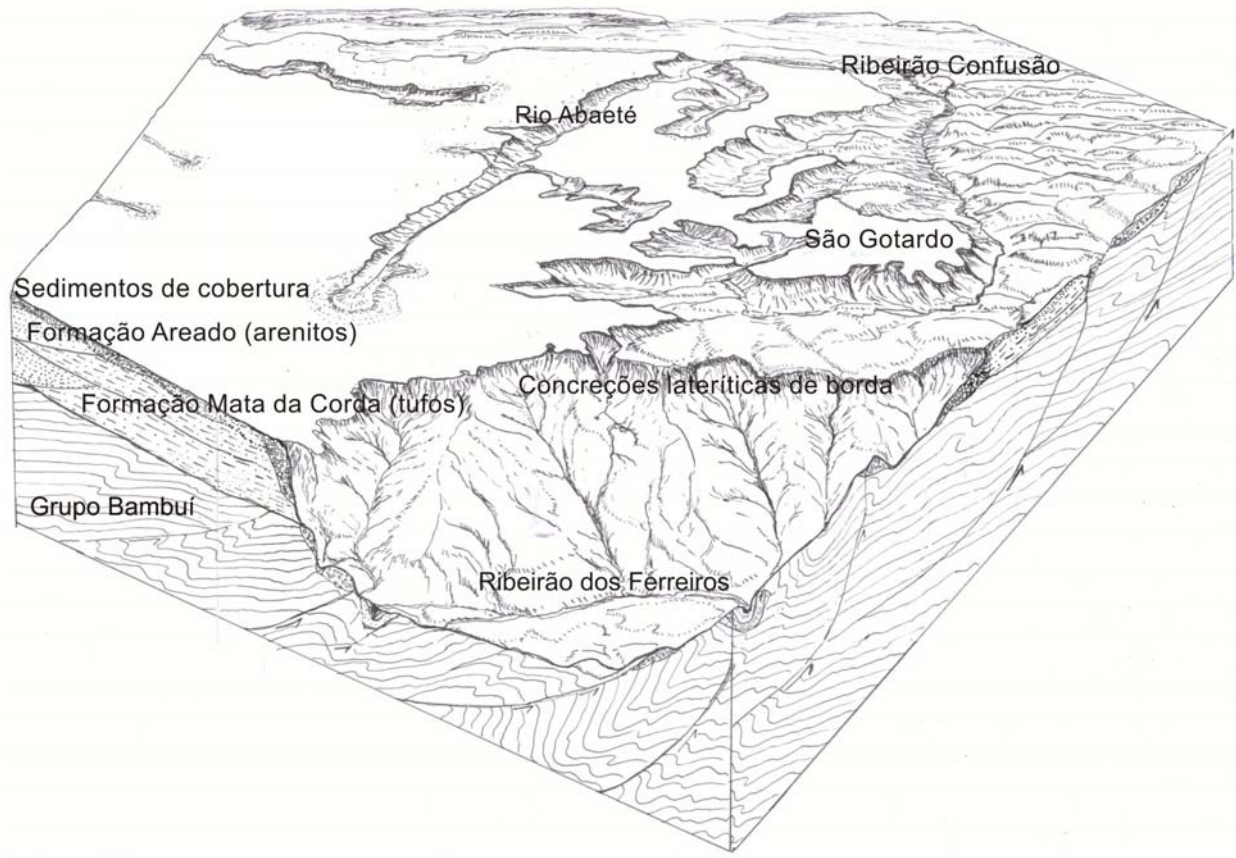 Ribeirão Confusão
Rio Abaeté
São Gotardo
Sedimentos de cobertura
Formação Areado (arenitos)
Concreções lateríticas de borda
Formação Mata da Corda (tufos)
Grupo Bambuí
Ribeirão dos Ferreiros